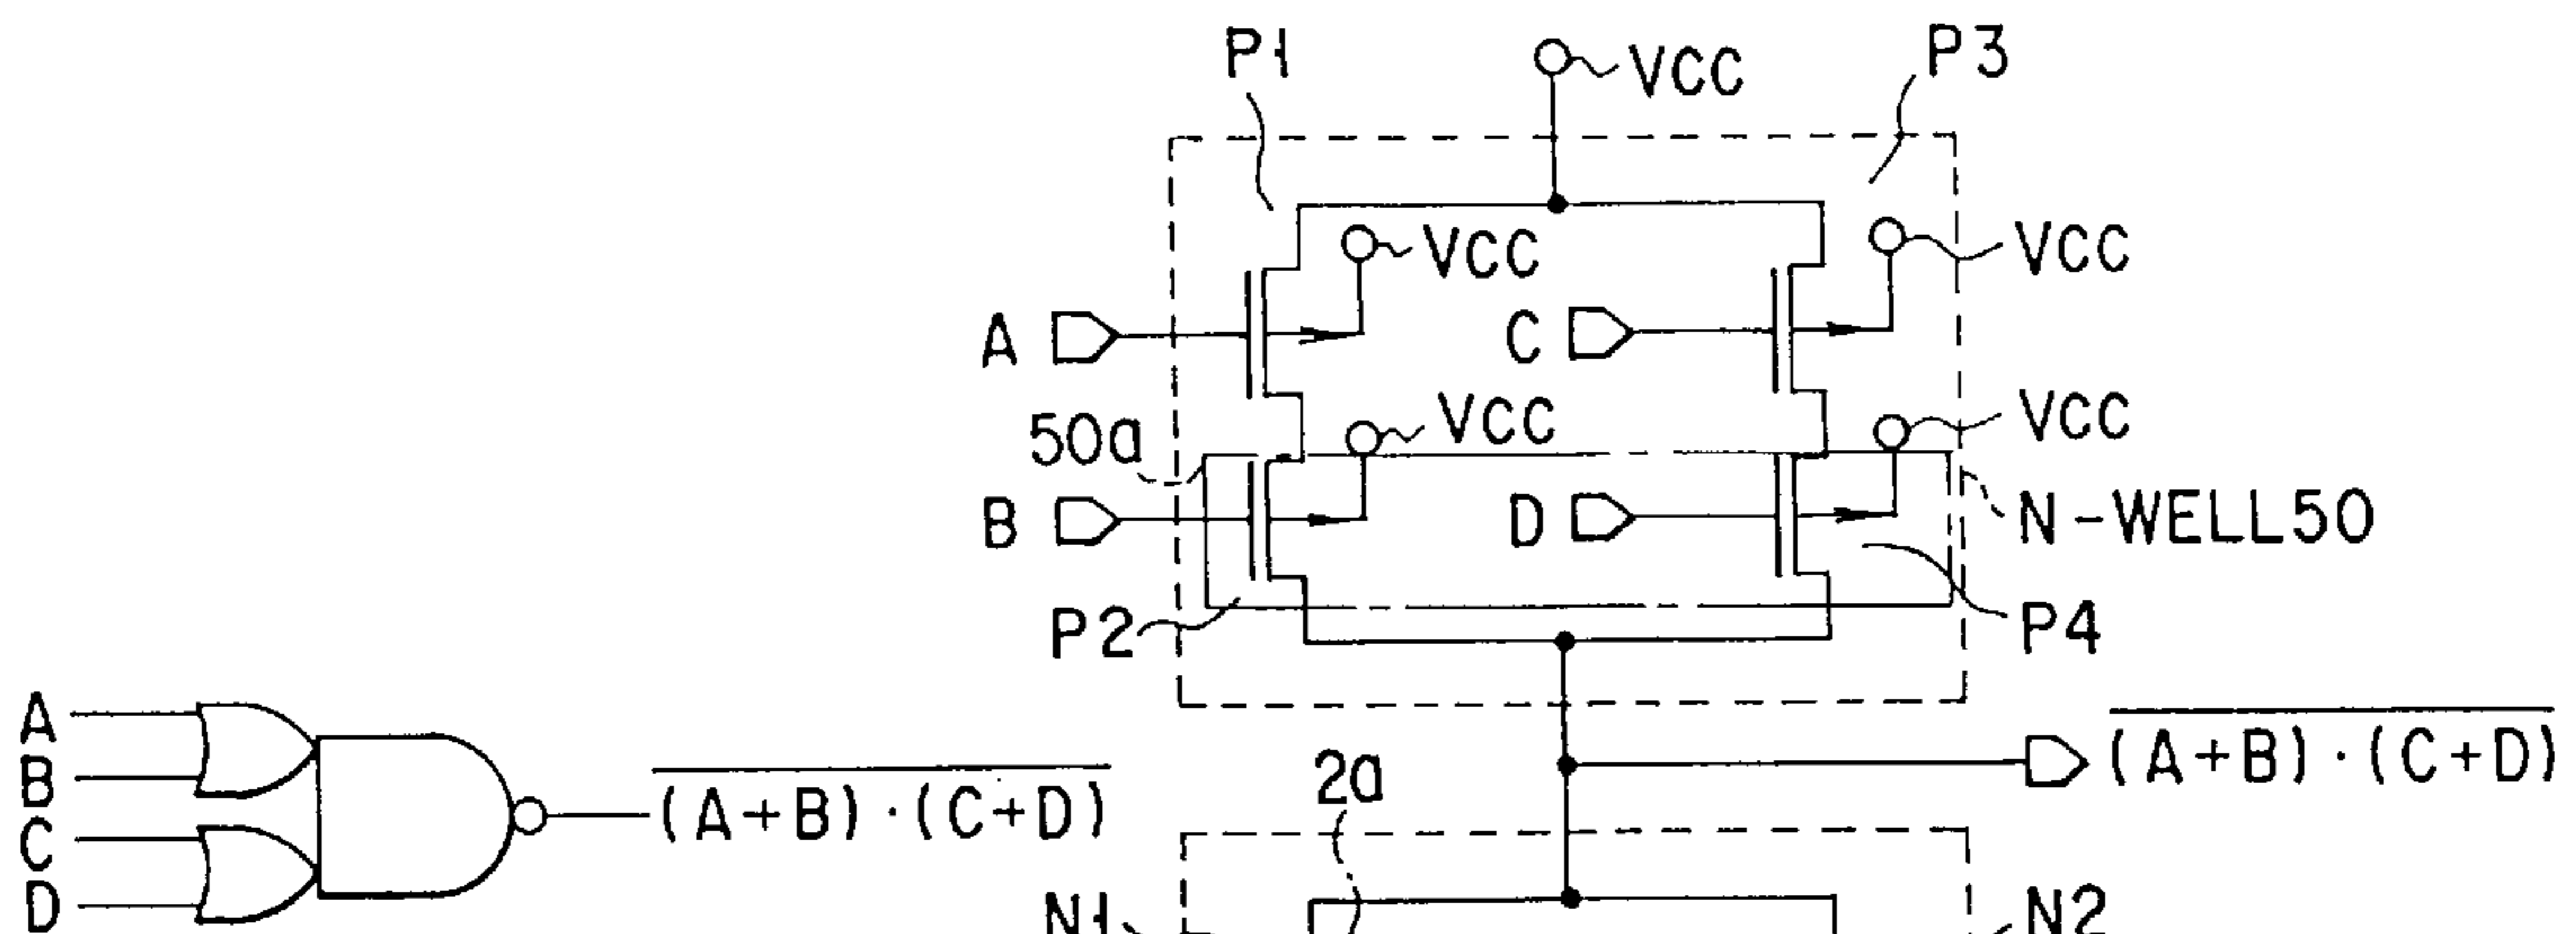 P1
VCC
P3
VCC
VCC
A
C
50a
VCC
VCC
B
D
N-WELL50
P2
P4
A
B
C
D
(A+B)·(C+D)
(A+B)·(C+D)
2a
N1
N2